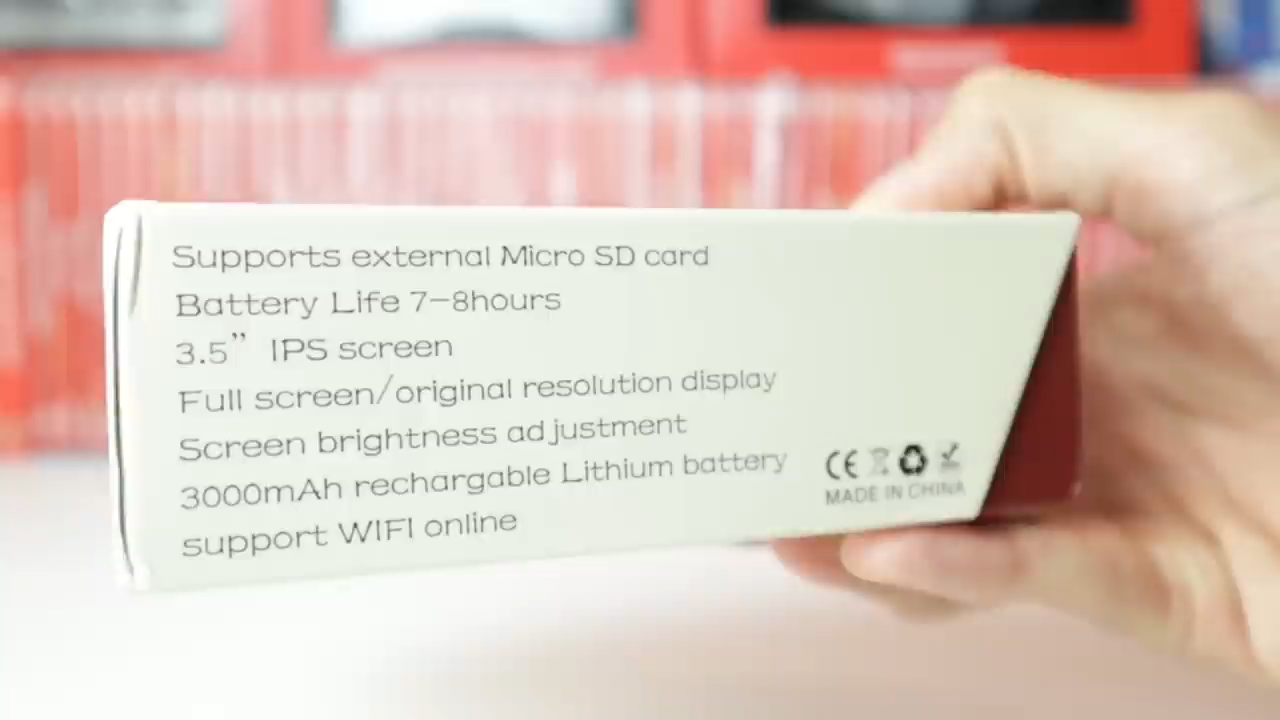 Supports external Micro SD card
Battery Life 7-8hours
3.5” IPS screen
Full screen/original resolution display
Screen brightness adjustment
3000mAh rechargable Lithium battery
support WIFI online
CE
MADE IN CHINA